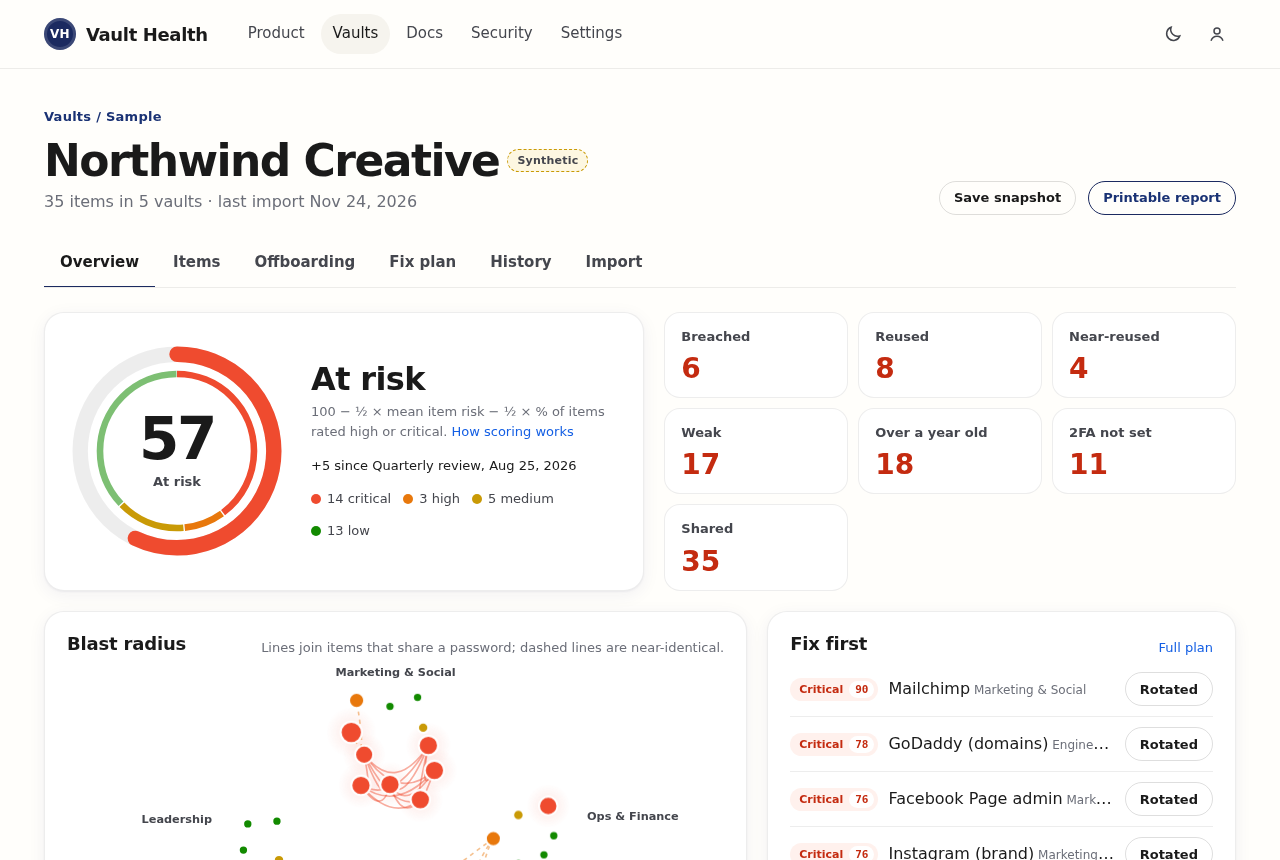 VH Vault Health Product Vaults Docs Security Settings
Vaults / Sample
Northwind Creative Synthetic
35 items in 5 vaults · last import Nov 24, 2026
Save snapshot Printable report
Overview Items Offboarding Fix plan History Import
57
At risk
At risk
100 − ½ × mean item risk − ½ × % of items
rated high or critical. How scoring works
+5 since Quarterly review, Aug 25, 2026
14 critical 3 high 5 medium
13 low
Breached Reused Near-reused
6 8 4
Weak Over a year old 2FA not set
17 18 11
Shared
35
Blast radius Lines join items that share a password; dashed lines are near-identical.
Marketing & Social
Leadership Ops & Finance
Fix first Full plan
Critical 90 Mailchimp Marketing & Social Rotated
Critical 78 GoDaddy (domains) Engine… Rotated
Critical 76 Facebook Page admin Mark… Rotated
Critical 76 Instagram (brand) Marketing… Rotated